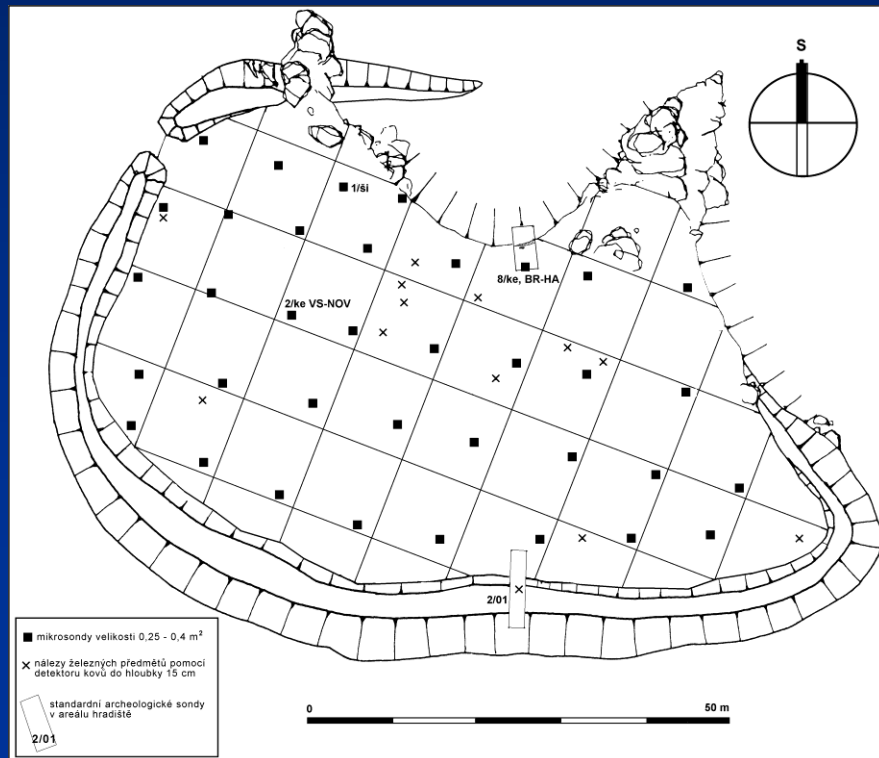 S
1/ši
8/ke, BR-HA
2/ke VS-NOV
2/01
mikrosondy velikosti 0,25 - 0,4 m²
nálezy železných předmětů pomocí
detektoru kovů do hloubky 15 cm
standardní archeologické sondy
v areálu hradiště
2/01
0
50 m